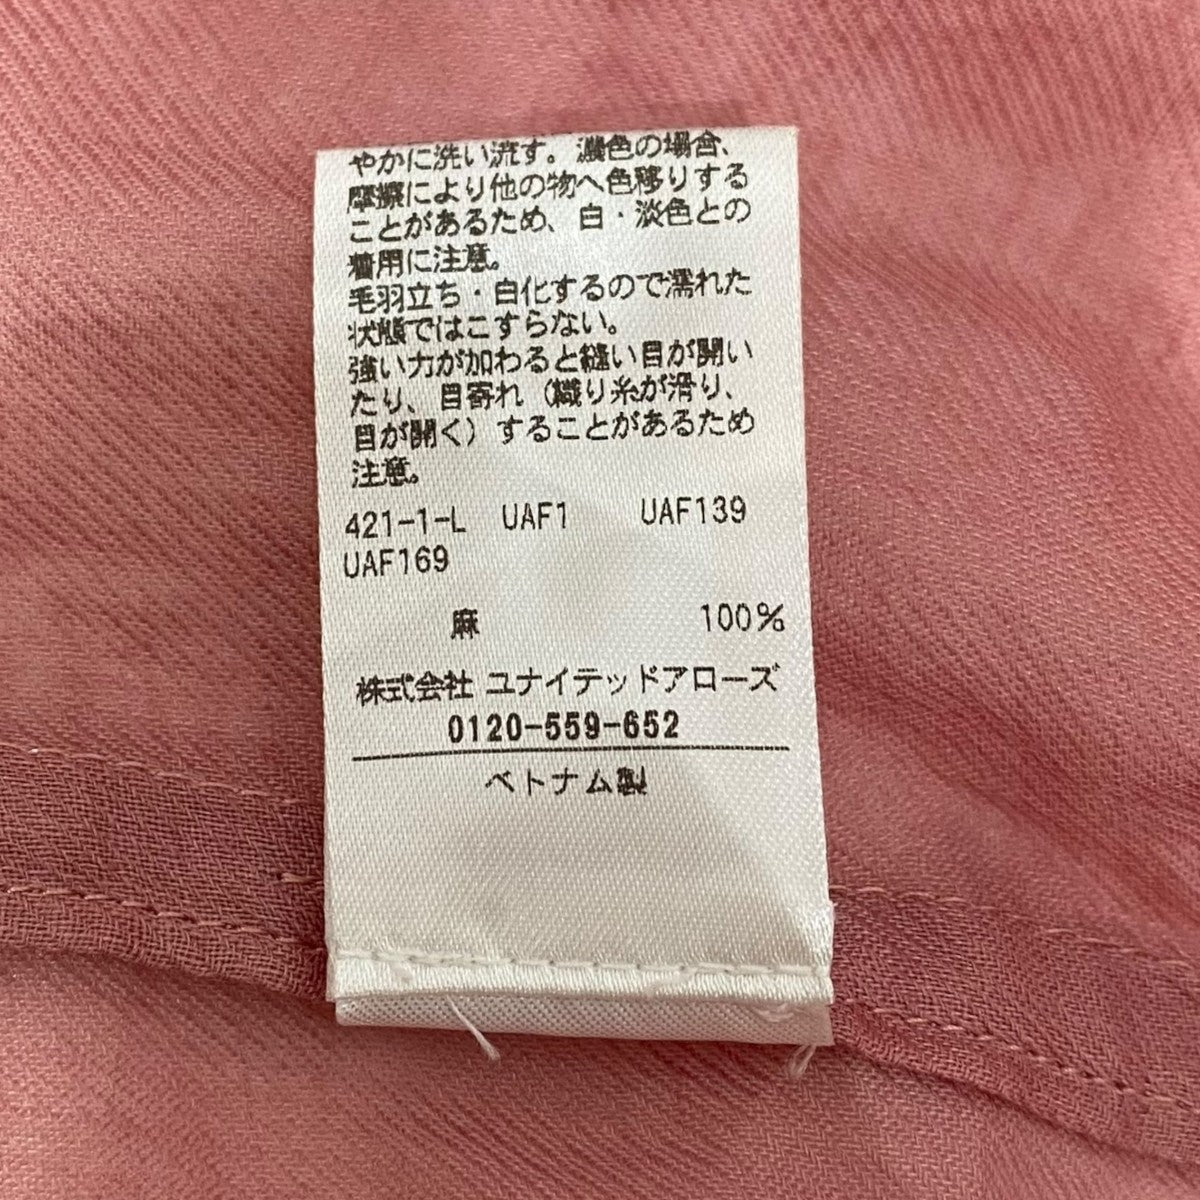 やかに洗い流す。濃色の場合、
摩擦により他の物へ色移りする
ことがあるため、白・淡色との
着用に注意。
毛羽立ち・白化するので濡れた
状態ではこすらない。
強い力が加わると縫い目が開い
たり、目寄れ（織り糸が滑り、
目が開く）することがあるため
注意。
421-1-L UAF1 UAF139
UAF169
麻 100%
株式会社 ユナイテッドアローズ
0120-559-652
ベトナム製